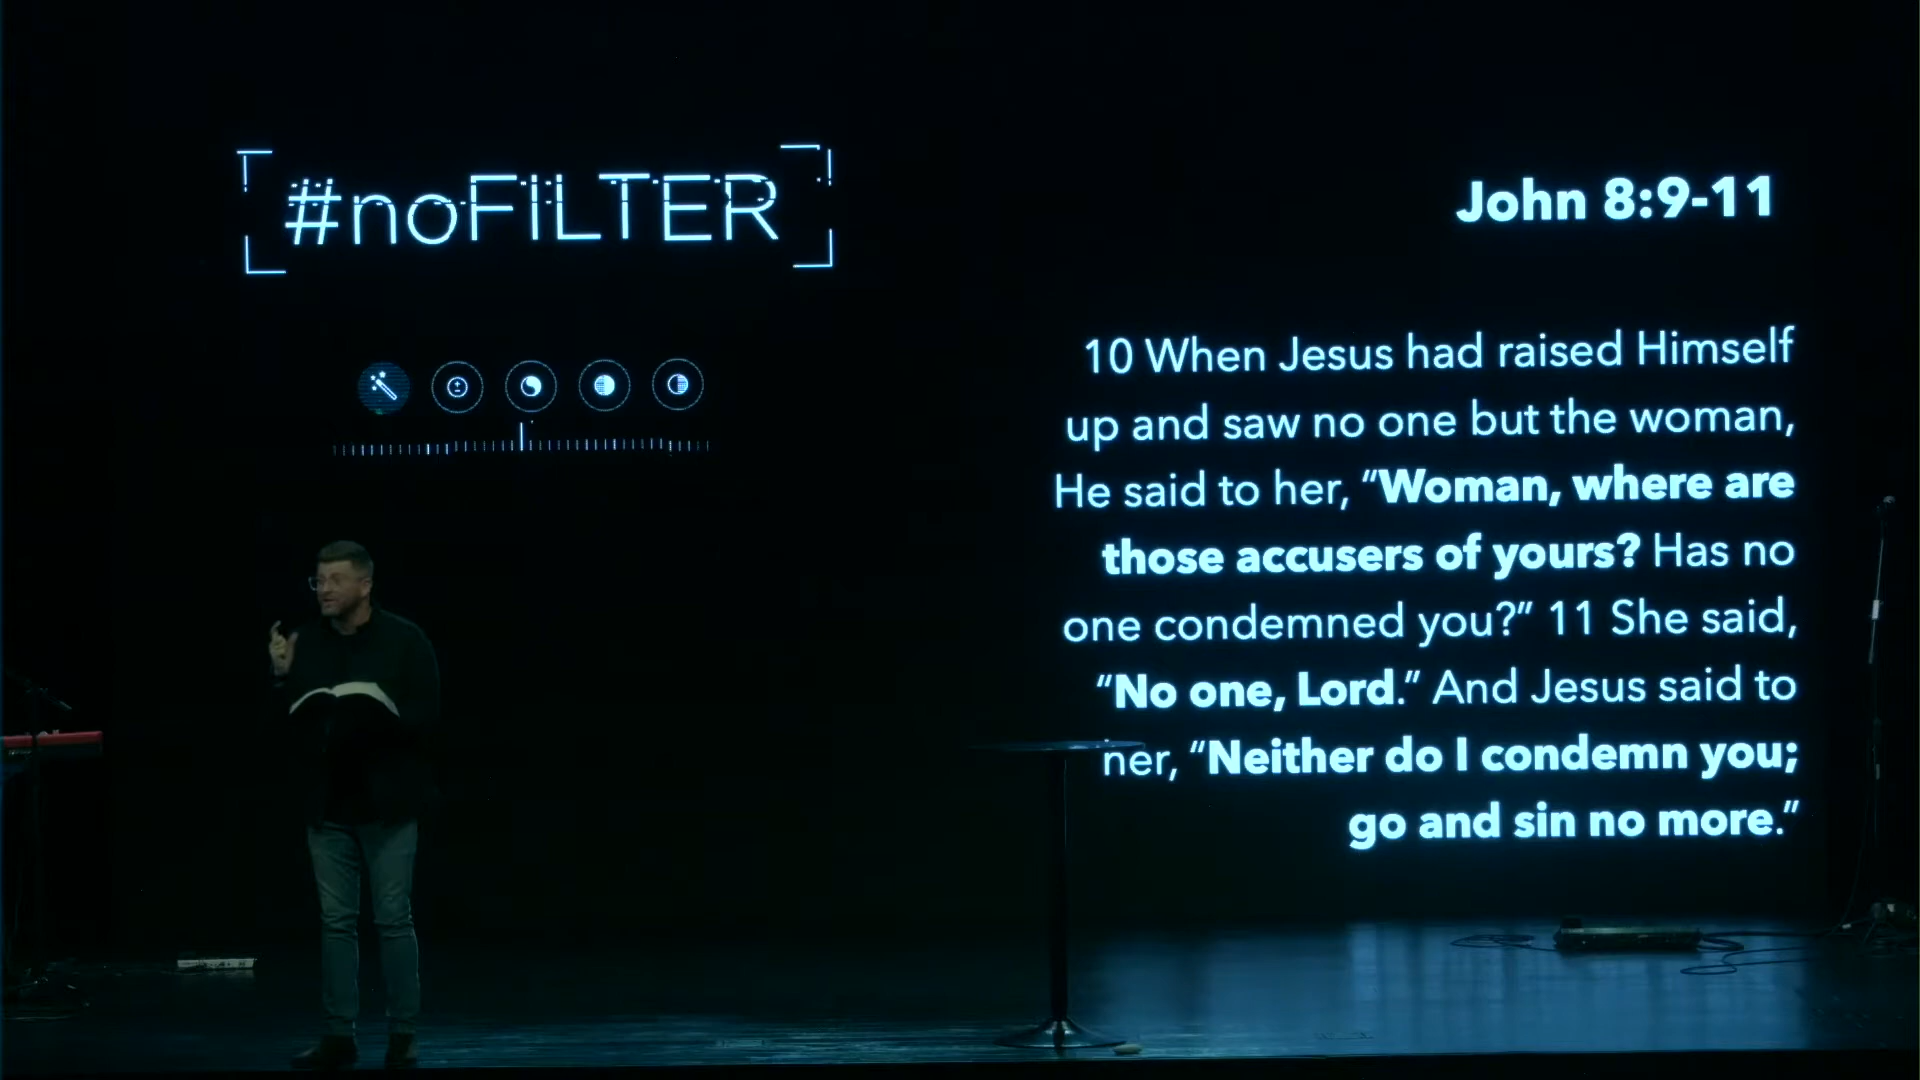 #noFILTER
John 8:9-11
10 When Jesus had raised Himself
up and saw no one but the woman,
He said to her, “Woman, where are
those accusers of yours? Has no
one condemned you?” 11 She said,
“No one, Lord.” And Jesus said to
her, “Neither do I condemn you;
go and sin no more.”